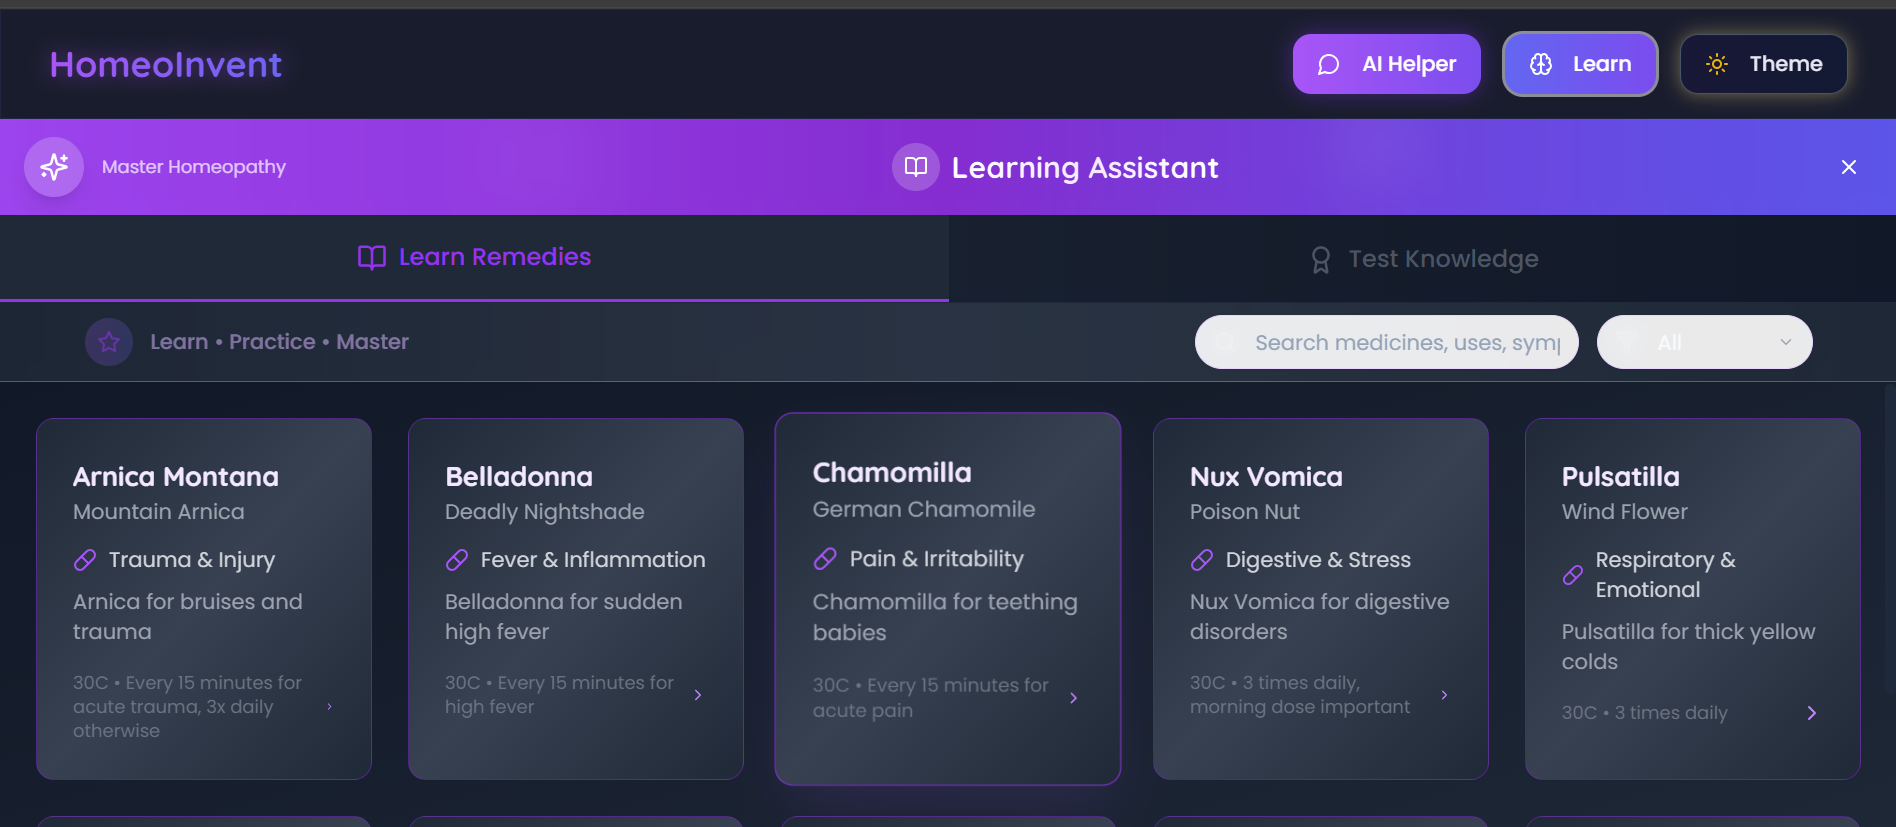 HomeoInvent
AI Helper
Learn
Theme
Master Homeopathy
Learning Assistant
Learn Remedies
Test Knowledge
Learn • Practice • Master
Search medicines, uses, symp
All
Arnica Montana
Mountain Arnica
Trauma & Injury
Arnica for bruises and
trauma
30C • Every 15 minutes for
acute trauma, 3x daily
otherwise
Belladonna
Deadly Nightshade
Fever & Inflammation
Belladonna for sudden
high fever
30C • Every 15 minutes for
high fever
Chamomilla
German Chamomile
Pain & Irritability
Chamomilla for teething
babies
30C • Every 15 minutes for
acute pain
Nux Vomica
Poison Nut
Digestive & Stress
Nux Vomica for digestive
disorders
30C • 3 times daily,
morning dose important
Pulsatilla
Wind Flower
Respiratory &
Emotional
Pulsatilla for thick yellow
colds
30C • 3 times daily